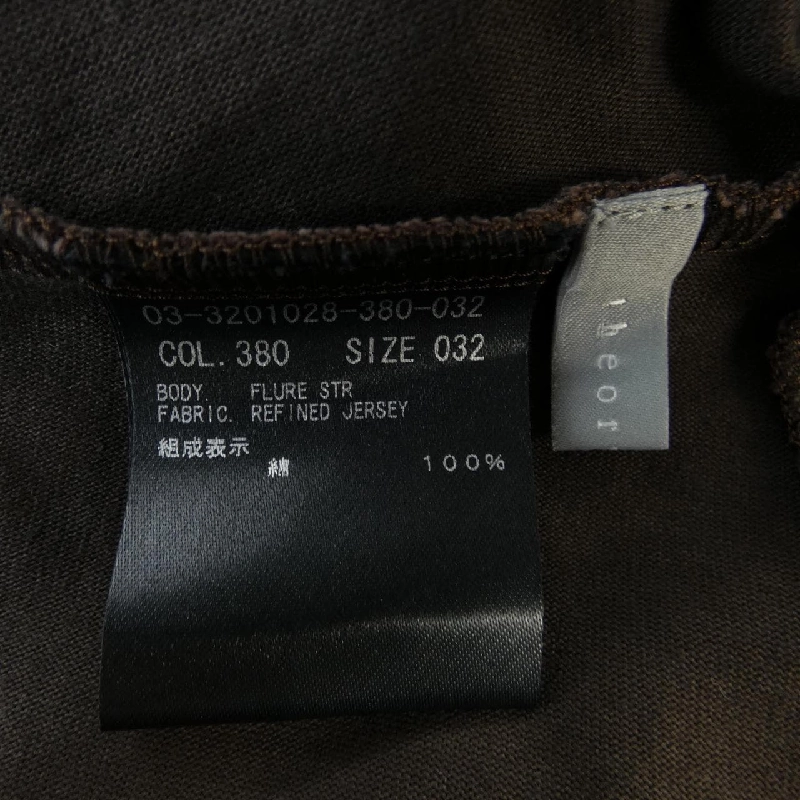 03-3201028-380-032
COL. 380 SIZE 032
BODY. FLURE STR
FABRIC. REFINED JERSEY
組成表示
綿 100%
theor